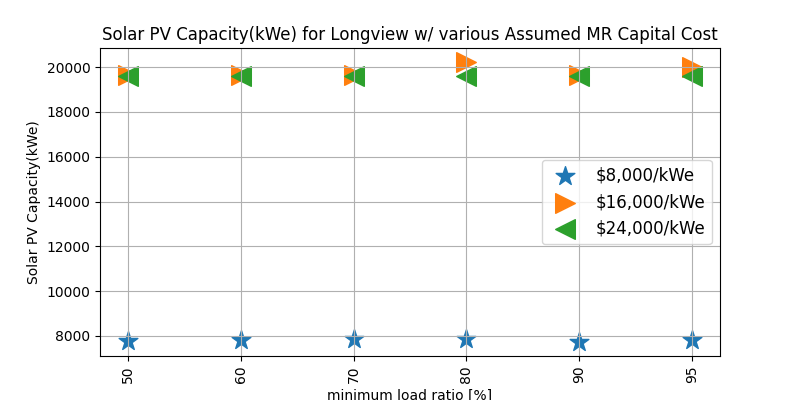 Solar PV Capacity(kWe) for Longview w/ various Assumed MR Capital Cost
Solar PV Capacity(kWe)
20000
18000
16000
14000
12000
10000
8000
$8,000/kWe
$16,000/kWe
$24,000/kWe
50 60 70 80 90 95
minimum load ratio [%]